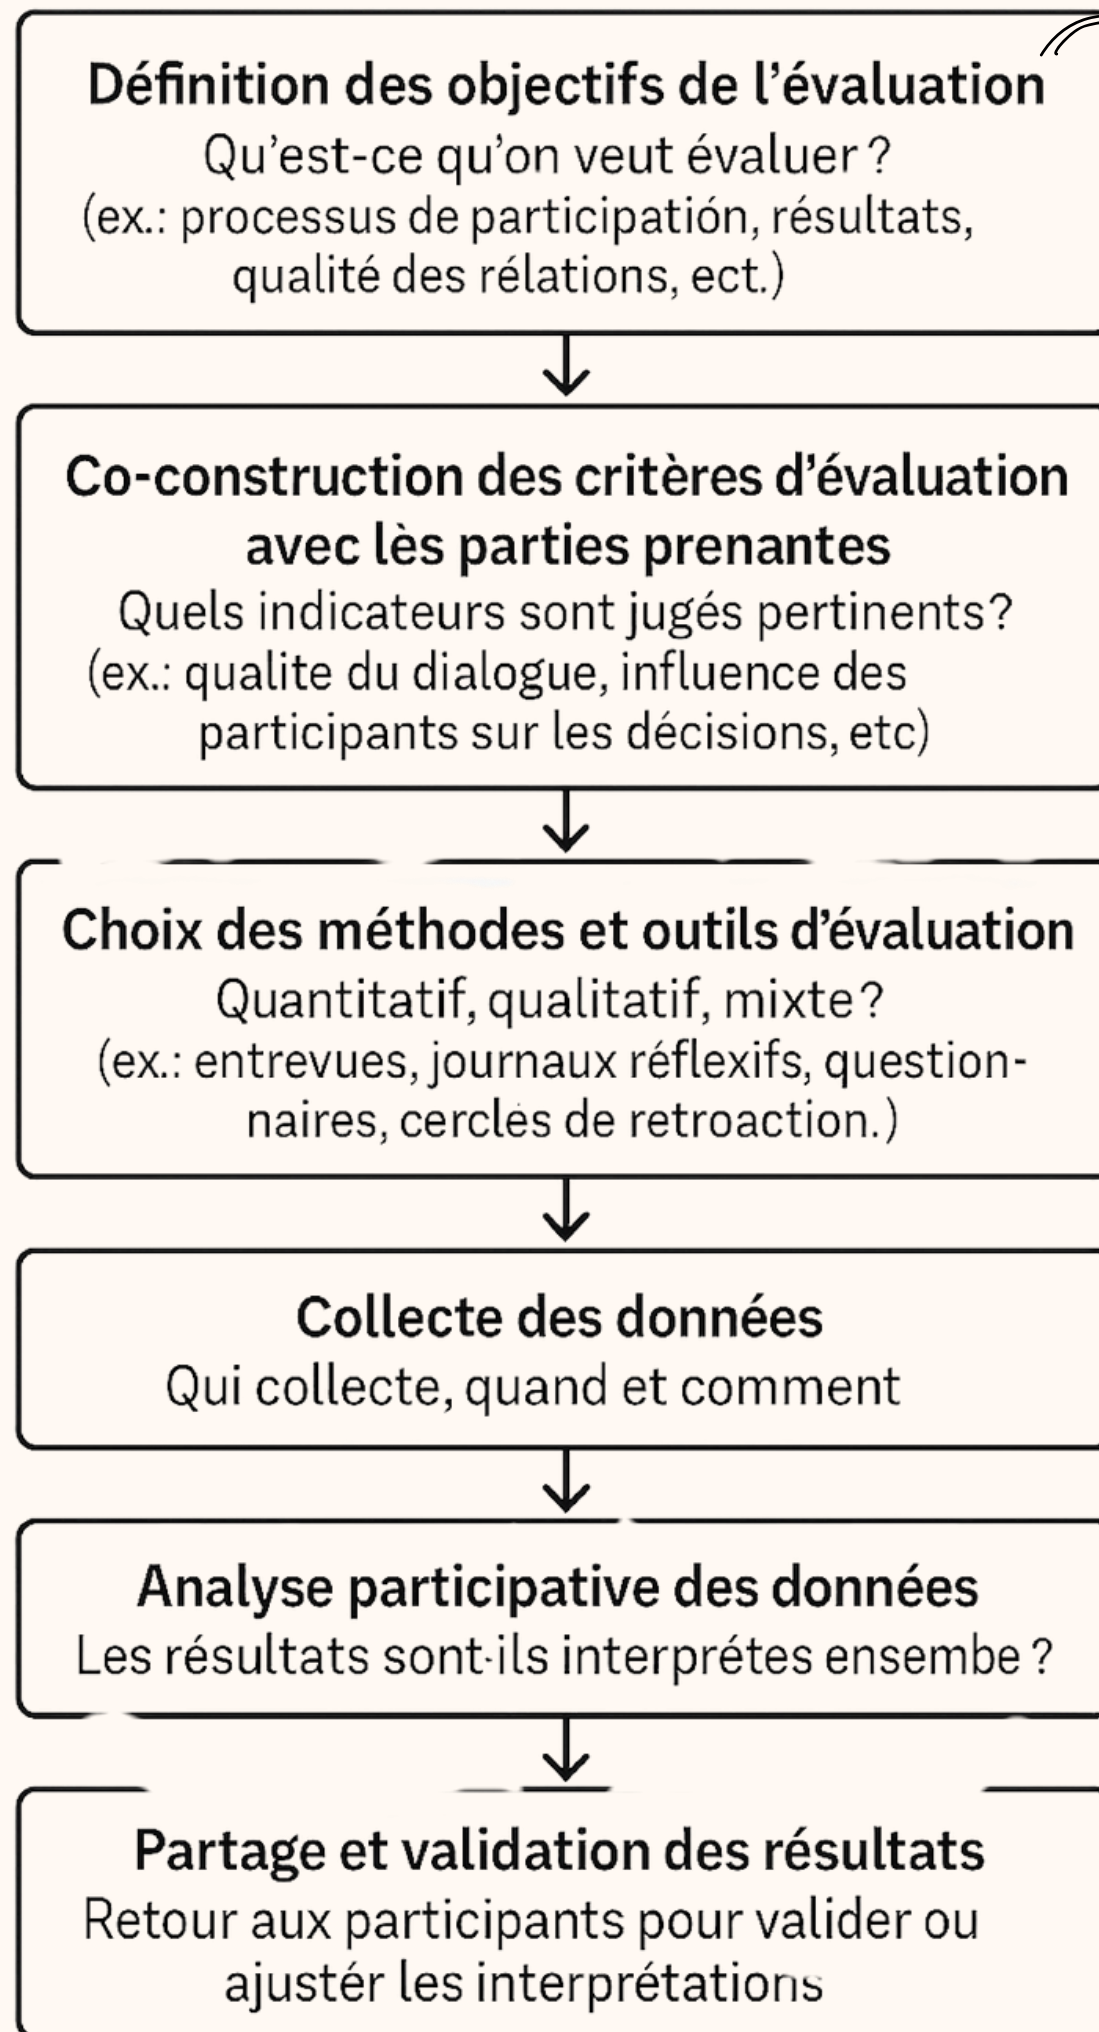 Définition des objectifs de l’évaluation
Qu’est-ce qu’on veut évaluer ?
(ex.: processus de participatión, résultats,
qualité des rélations, ect.)
Co-construction des critères d’évaluation
avec lès parties prenantes
Quels indicateurs sont jugés pertinents?
(ex.: qualite du dialogue, influence des
participants sur les décisions, etc)
Choix des méthodes et outils d’évaluation
Quantitatif, qualitatif, mixte ?
(ex.: entrevues, journaux réflexifs, question-
naires, cerclės de retroaction.)
Collecte des données
Qui collecte, quand et comment
Analyse participative des données
Les résultats sont·ils interprétes ensembe ?
Partage et validation des résultats
Retour aux participants pour valider ou
ajustér les interprétations